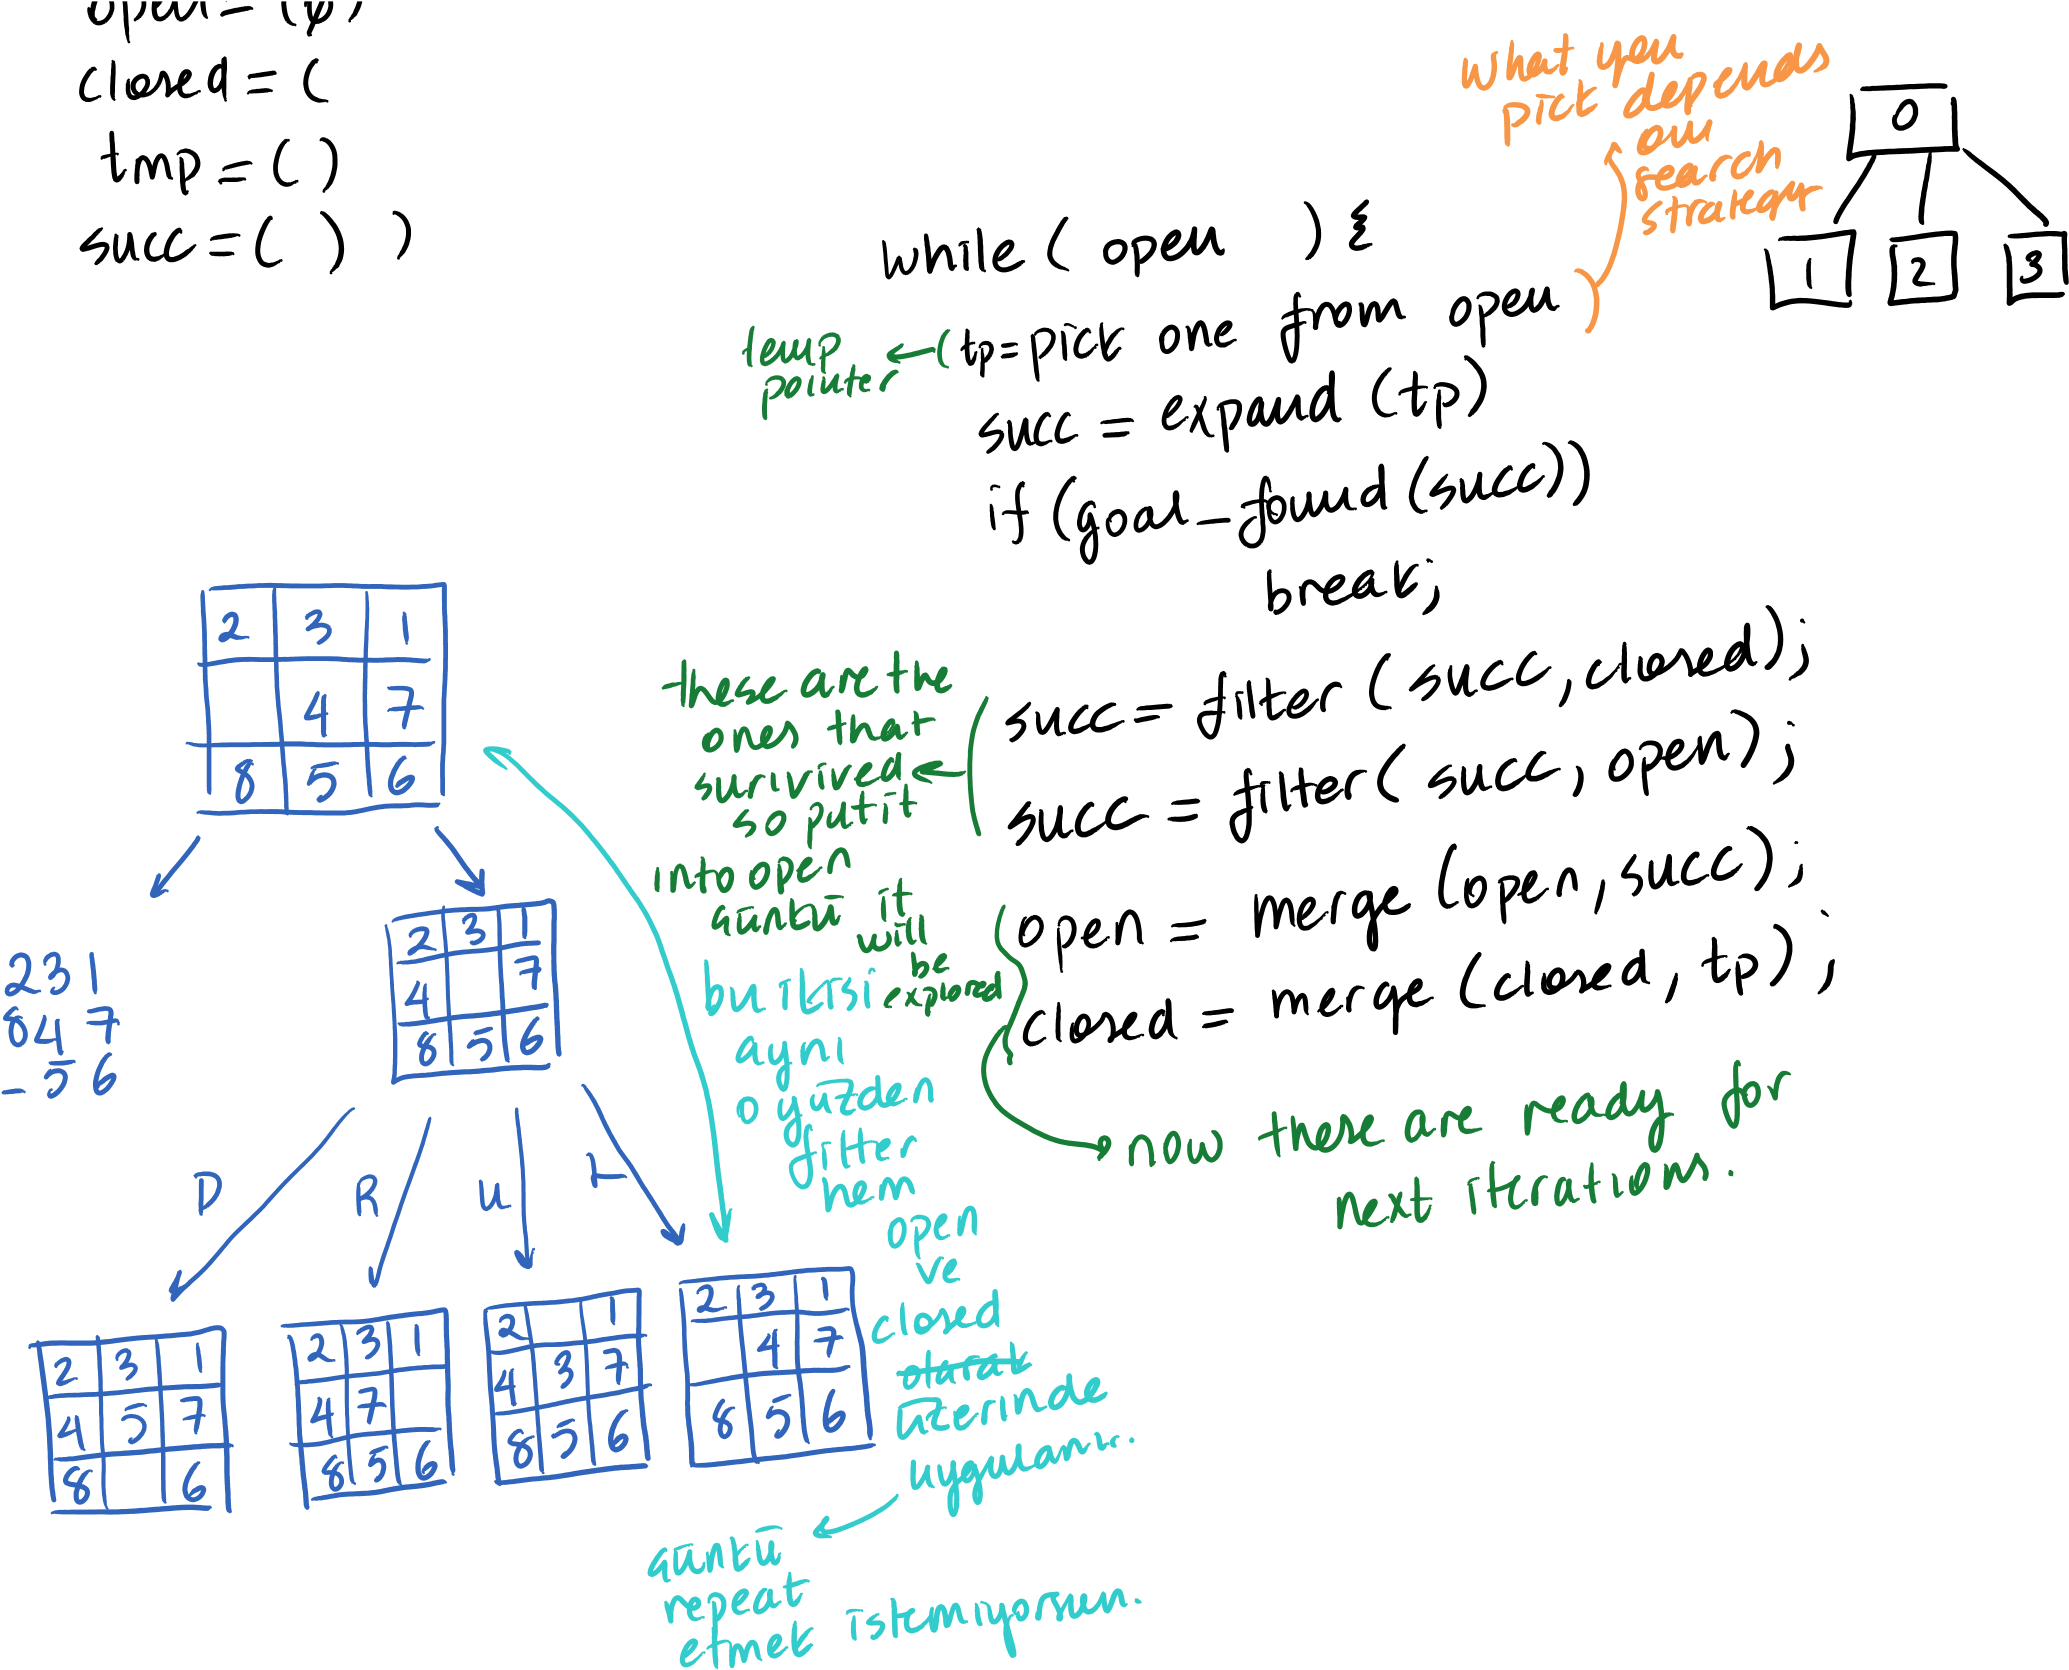 closed = (
tmp = ( )
succ = ( ) )
what you
pick depends
on
search
strategy
0
1 2 3
while ( open ) {
temp
pointer
tp = pick one from open
succ = expand (tp)
if (goal_found (succ))
break;
succ = filter ( succ, closed);
succ = filter ( succ, open);
open = merge (open, succ);
closed = merge (closed, tp);
these are the
ones that
surivived
so put it
into open
çünkü it
will
be
explored
now these are ready for
next iterations.
2 3 1
4 7
8 5 6
2 3 1
8 4 7
- 5 6
2 3 1
4 7
8 5 6
D R U L
2 3 1
4 5 7
8 6
2 3 1
4 7
8 5 6
2 1
4 3 7
8 5 6
2 3 1
4 7
8 5 6
bu ikisi
aynı
o yüzden
filter
hem
open
ve
closed
olarak
üzerinde
uygulanır.
çünkü
repeat
etmek istemiyorsun.